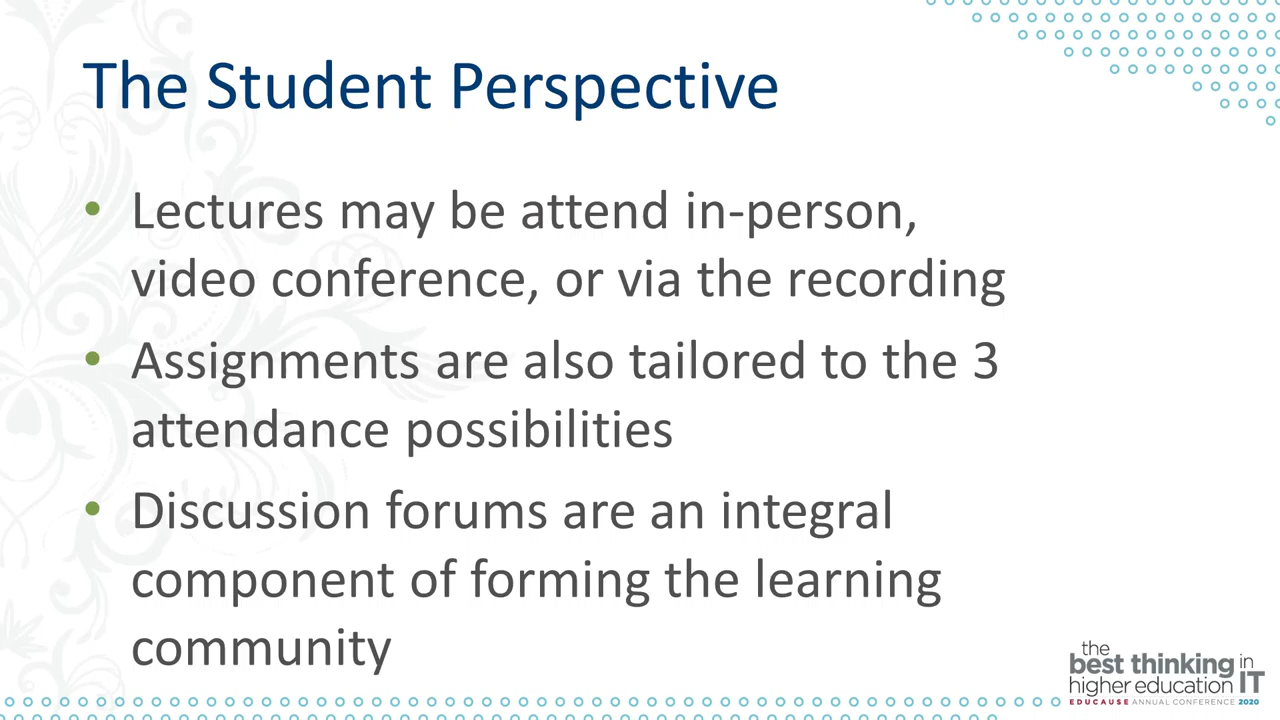 The Student Perspective
• Lectures may be attend in-person,
video conference, or via the recording
• Assignments are also tailored to the 3
attendance possibilities
• Discussion forums are an integral
component of forming the learning
community
the
best thinking in
higher education IT
EDUCAUSE ANNUAL CONFERENCE 2020